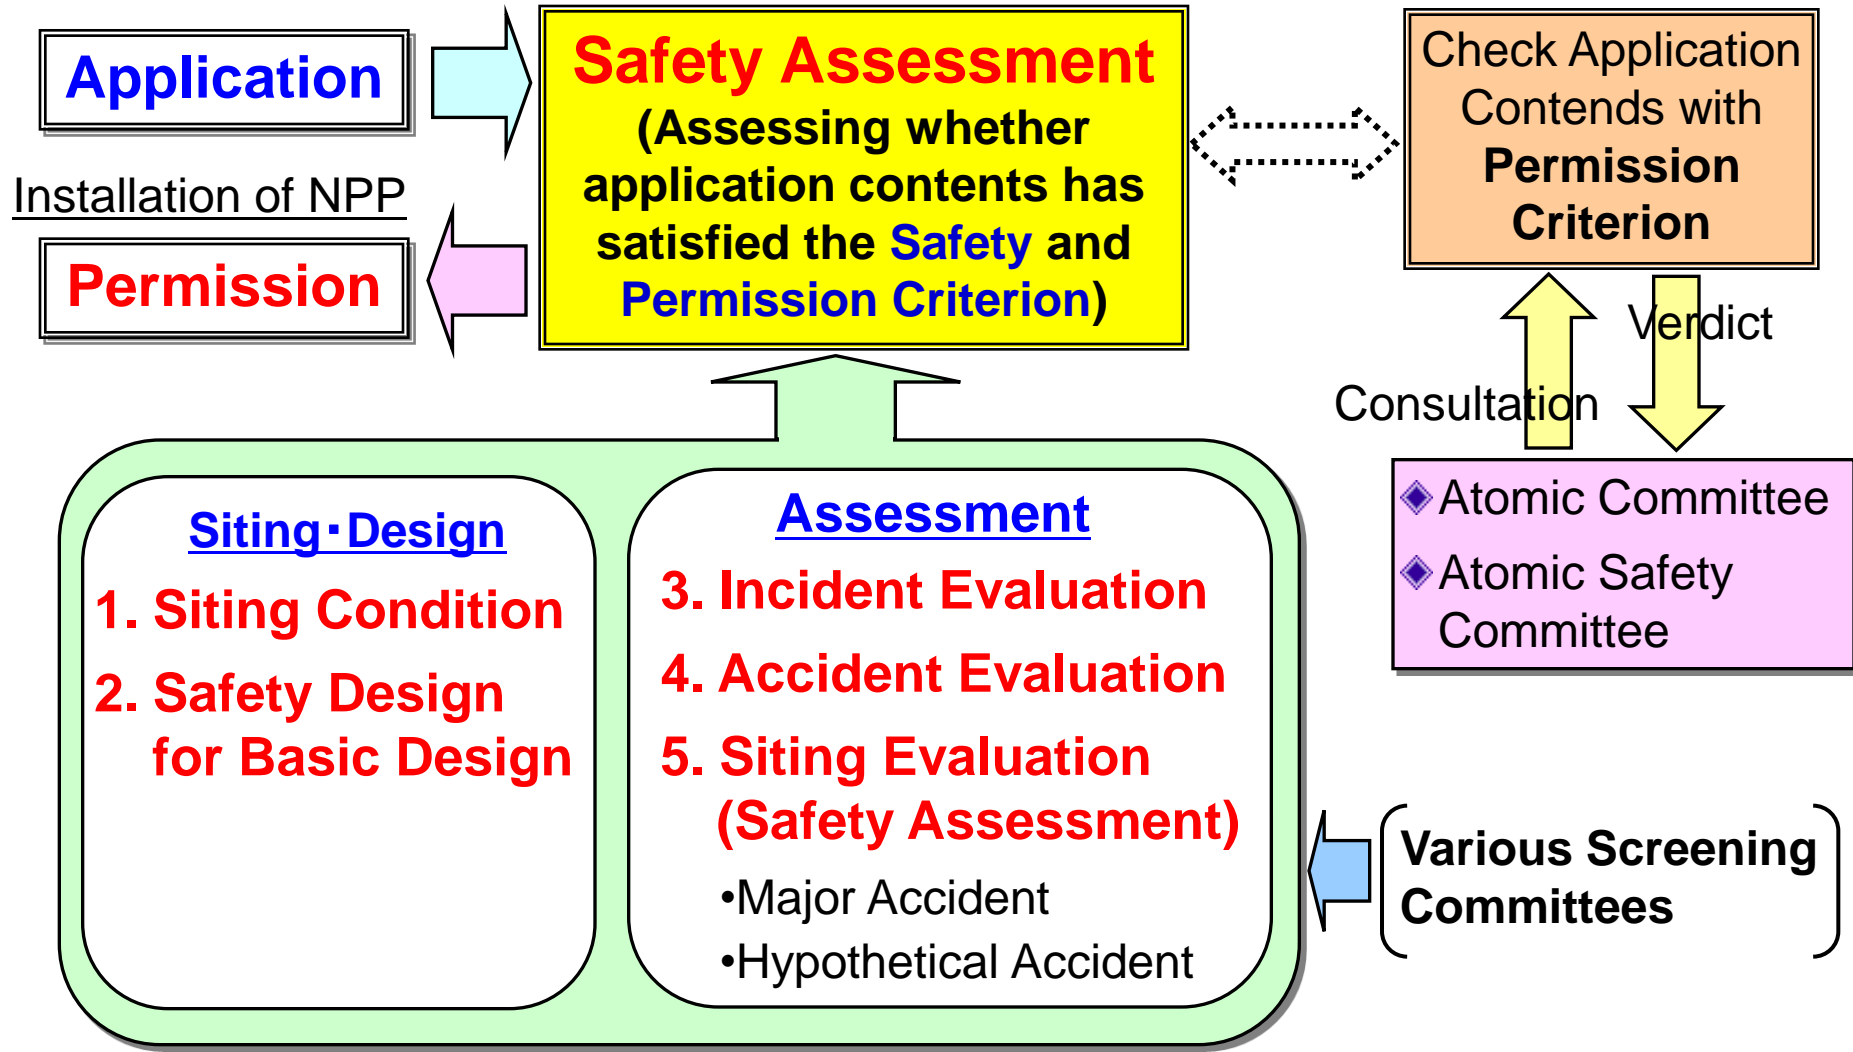 Application
Installation of NPP
Permission
Safety Assessment
(Assessing whether
application contents has
satisfied the Safety and
Permission Criterion)
Check Application
Contends with
Permission
Criterion
Verdict
Consultation
Atomic Committee
Atomic Safety
Committee
Siting・Design
1. Siting Condition
2. Safety Design
for Basic Design
Assessment
3. Incident Evaluation
4. Accident Evaluation
5. Siting Evaluation
(Safety Assessment)
•Major Accident
•Hypothetical Accident
Various Screening
Committees